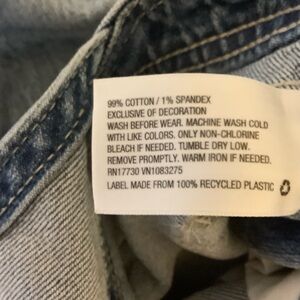 99% COTTON / 1% SPANDEX
EXCLUSIVE OF DECORATION
WASH BEFORE WEAR. MACHINE WASH COLD
WITH LIKE COLORS. ONLY NON-CHLORINE
BLEACH IF NEEDED. TUMBLE DRY LOW.
REMOVE PROMPTLY. WARM IRON IF NEEDED.
RN17730 VN1083275
LABEL MADE FROM 100% RECYCLED PLASTIC